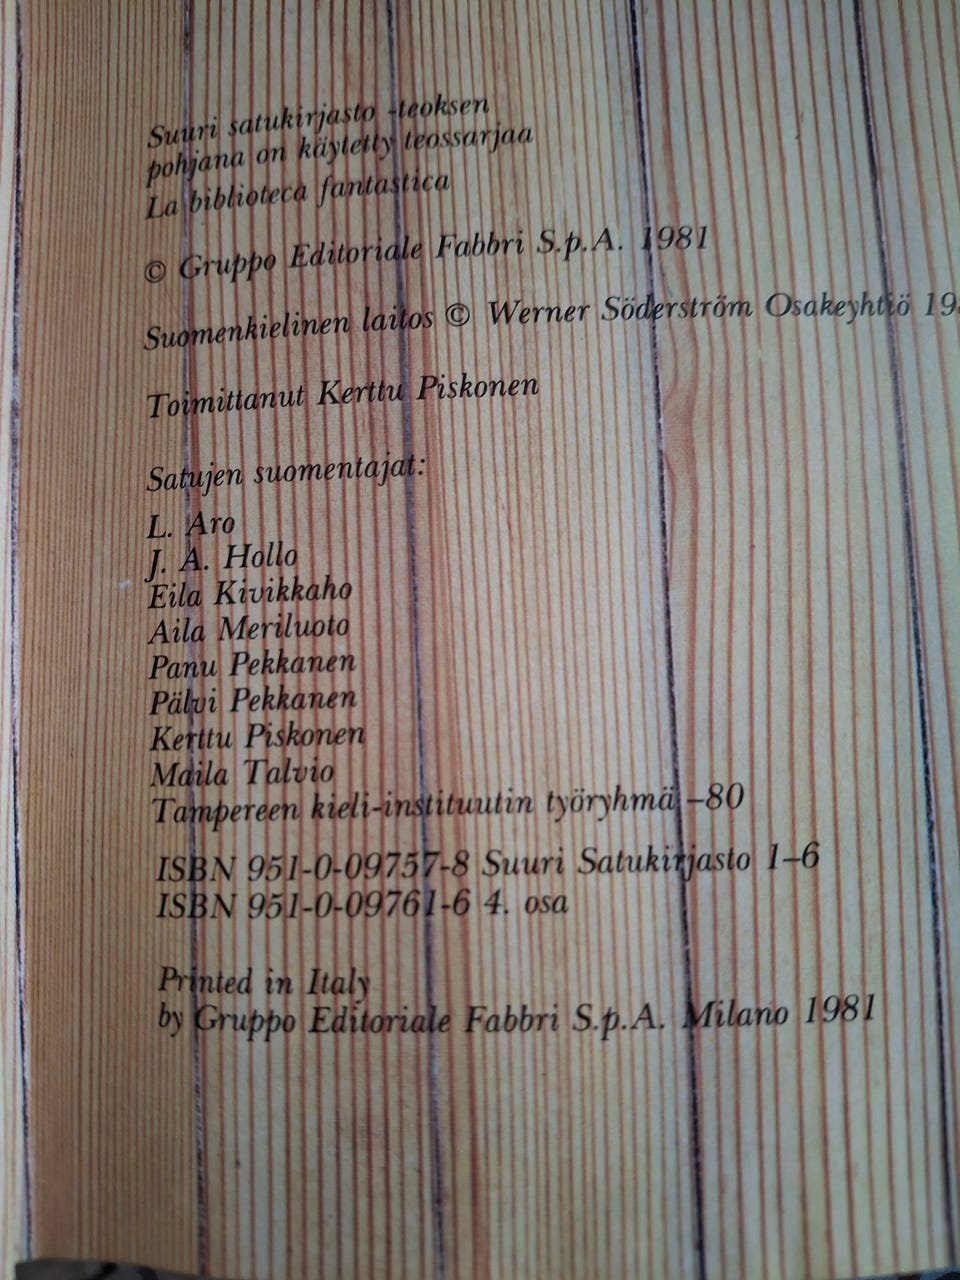 Suuri satukirjasto -teoksen
pohjana on käytetty teossarjaa
La biblioteca fantastica
© Gruppo Editoriale Fabbri S.p.A. 1981
Suomenkielinen laitos © Werner Söderström Osakeyhtiö
Toimittanut Kerttu Piskonen
Satujen suomentajat:
L. Aro
J. A. Hollo
Eila Kivikkaho
Aila Meriluoto
Panu Pekkanen
Pälvi Pekkanen
Kerttu Piskonen
Maila Talvio
Tampereen kieli-instituutin työryhmä -80
ISBN 951-0-09757-8 Suuri Satukirjasto 1–6
ISBN 951-0-09761-6 4. osa
Printed in Italy
by Gruppo Editoriale Fabbri S.p.A. Milano 1981